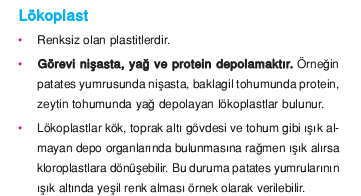 Lökoplast
• Renksiz olan plastitlerdir.
• Görevi nişasta, yağ ve protein depolamaktır. Örneğin
patates yumrusunda nişasta, baklagil tohumunda protein,
zeytin tohumunda yağ depolayan lökoplastlar bulunur.
• Lökoplastlar kök, toprak altı gövdesi ve tohum gibi ışık al-
mayan depo organlarında bulunmasına rağmen ışık alırsa
kloroplastlara dönüşebilir. Bu duruma patates yumrularının
ışık altında yeşil renk alması örnek olarak verilebilir.